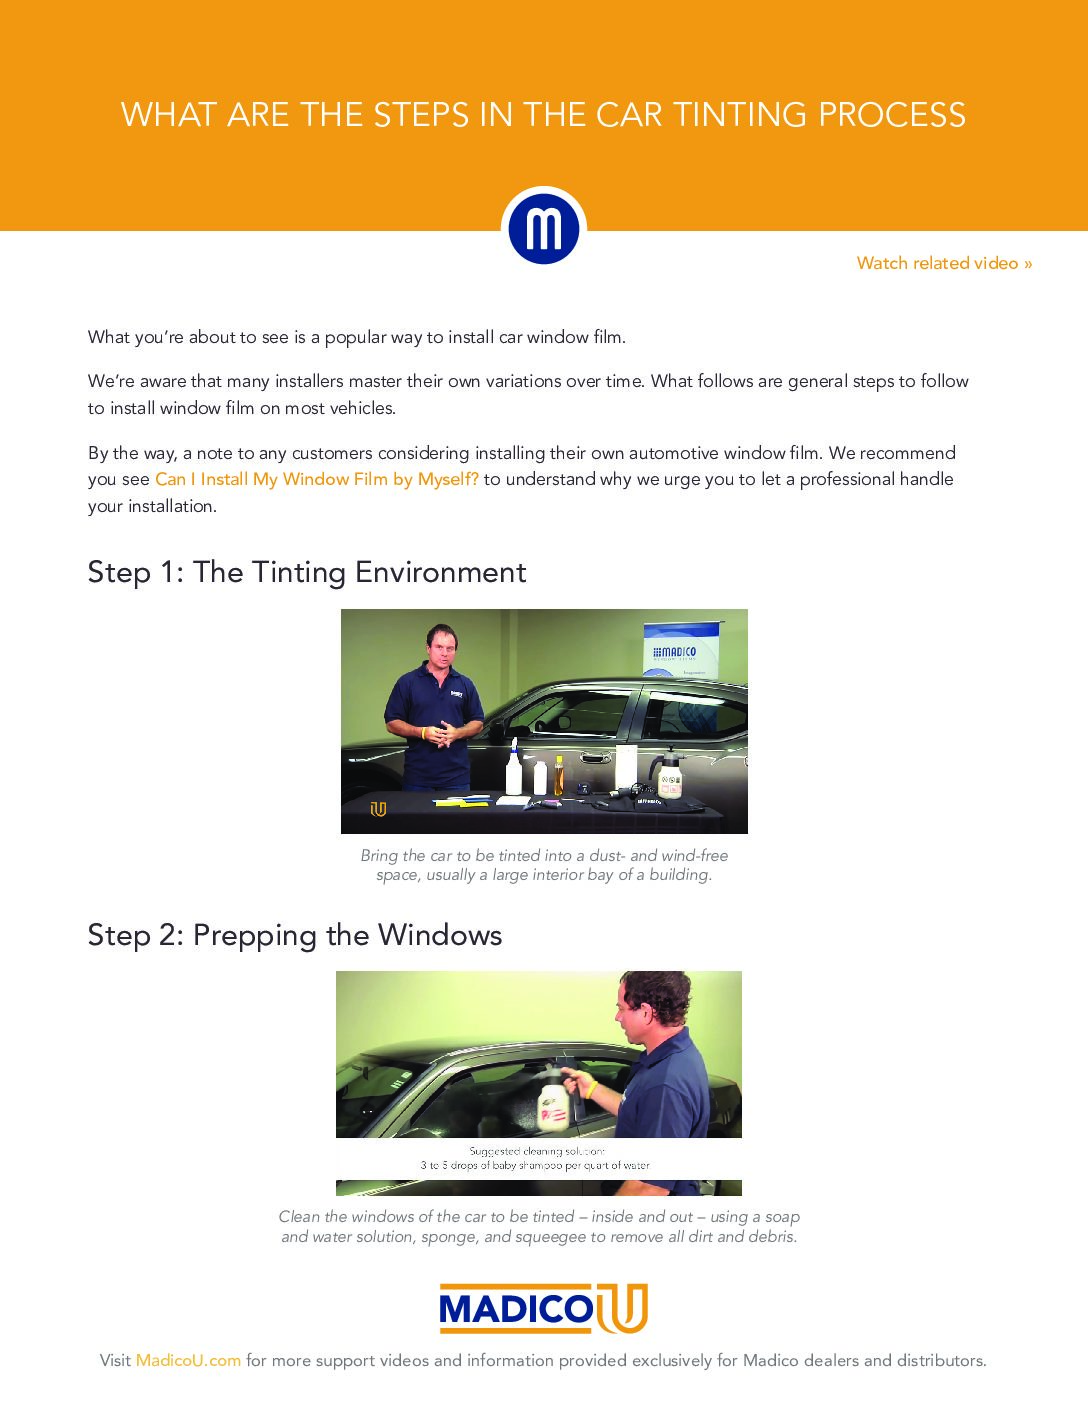 WHAT ARE THE STEPS IN THE CAR TINTING PROCESS
m
Watch related video »
What you’re about to see is a popular way to install car window film.
We’re aware that many installers master their own variations over time. What follows are general steps to follow
to install window film on most vehicles.
By the way, a note to any customers considering installing their own automotive window film. We recommend
you see Can I Install My Window Film by Myself? to understand why we urge you to let a professional handle
your installation.
Step 1: The Tinting Environment
MADICO
WINDOW FILMS
U
Bring the car to be tinted into a dust- and wind-free
space, usually a large interior bay of a building.
Step 2: Prepping the Windows
Suggested cleaning solution:
3 to 5 drops of baby shampoo per quart of water
Clean the windows of the car to be tinted – inside and out – using a soap
and water solution, sponge, and squeegee to remove all dirt and debris.
MADICO U
Visit MadicoU.com for more support videos and information provided exclusively for Madico dealers and distributors.